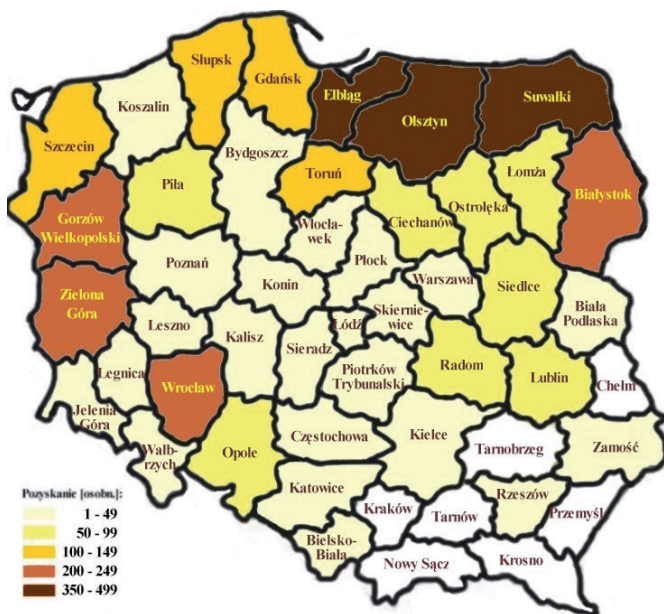 Słupsk
Gdańsk
Elbląg
Suwałki
Koszalin
Olsztyn
Szczecin
Bydgoszcz
Toruń
Łomża
Piła
Białystok
Gorzów
Wielkopolski
Włocła-
wek
Ciechanów
Ostrołęka
Poznań
Płock
Konin
Warszawa
Siedlce
Zielona
Góra
Biała
Podlaska
Leszno
Kalisz
Łódź
Skiernie-
wice
Sieradz
Legnica
Wrocław
Piotrków
Trybunalski
Radom
Lublin
Chełm
Jelenia
Góra
Wałb-
rzych
Opole
Częstochowa
Kielce
Tarnobrzeg
Zamość
Katowice
Kraków
Tarnów
Rzeszów
Przemyśl
Bielsko-
Biała
Nowy Sącz
Krosno
Pozyskanie [osobn.]:
1 - 49
50 - 99
100 - 149
200 - 249
350 - 499